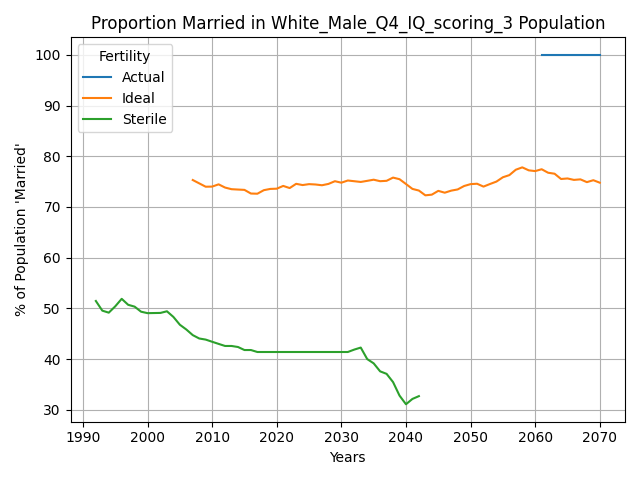 Proportion Married in White_Male_Q4_IQ_scoring_3 Population
% of Population 'Married'
100
90
80
70
60
50
40
30
Fertility
Actual
Ideal
Sterile
1990 2000 2010 2020 2030 2040 2050 2060 2070
Years